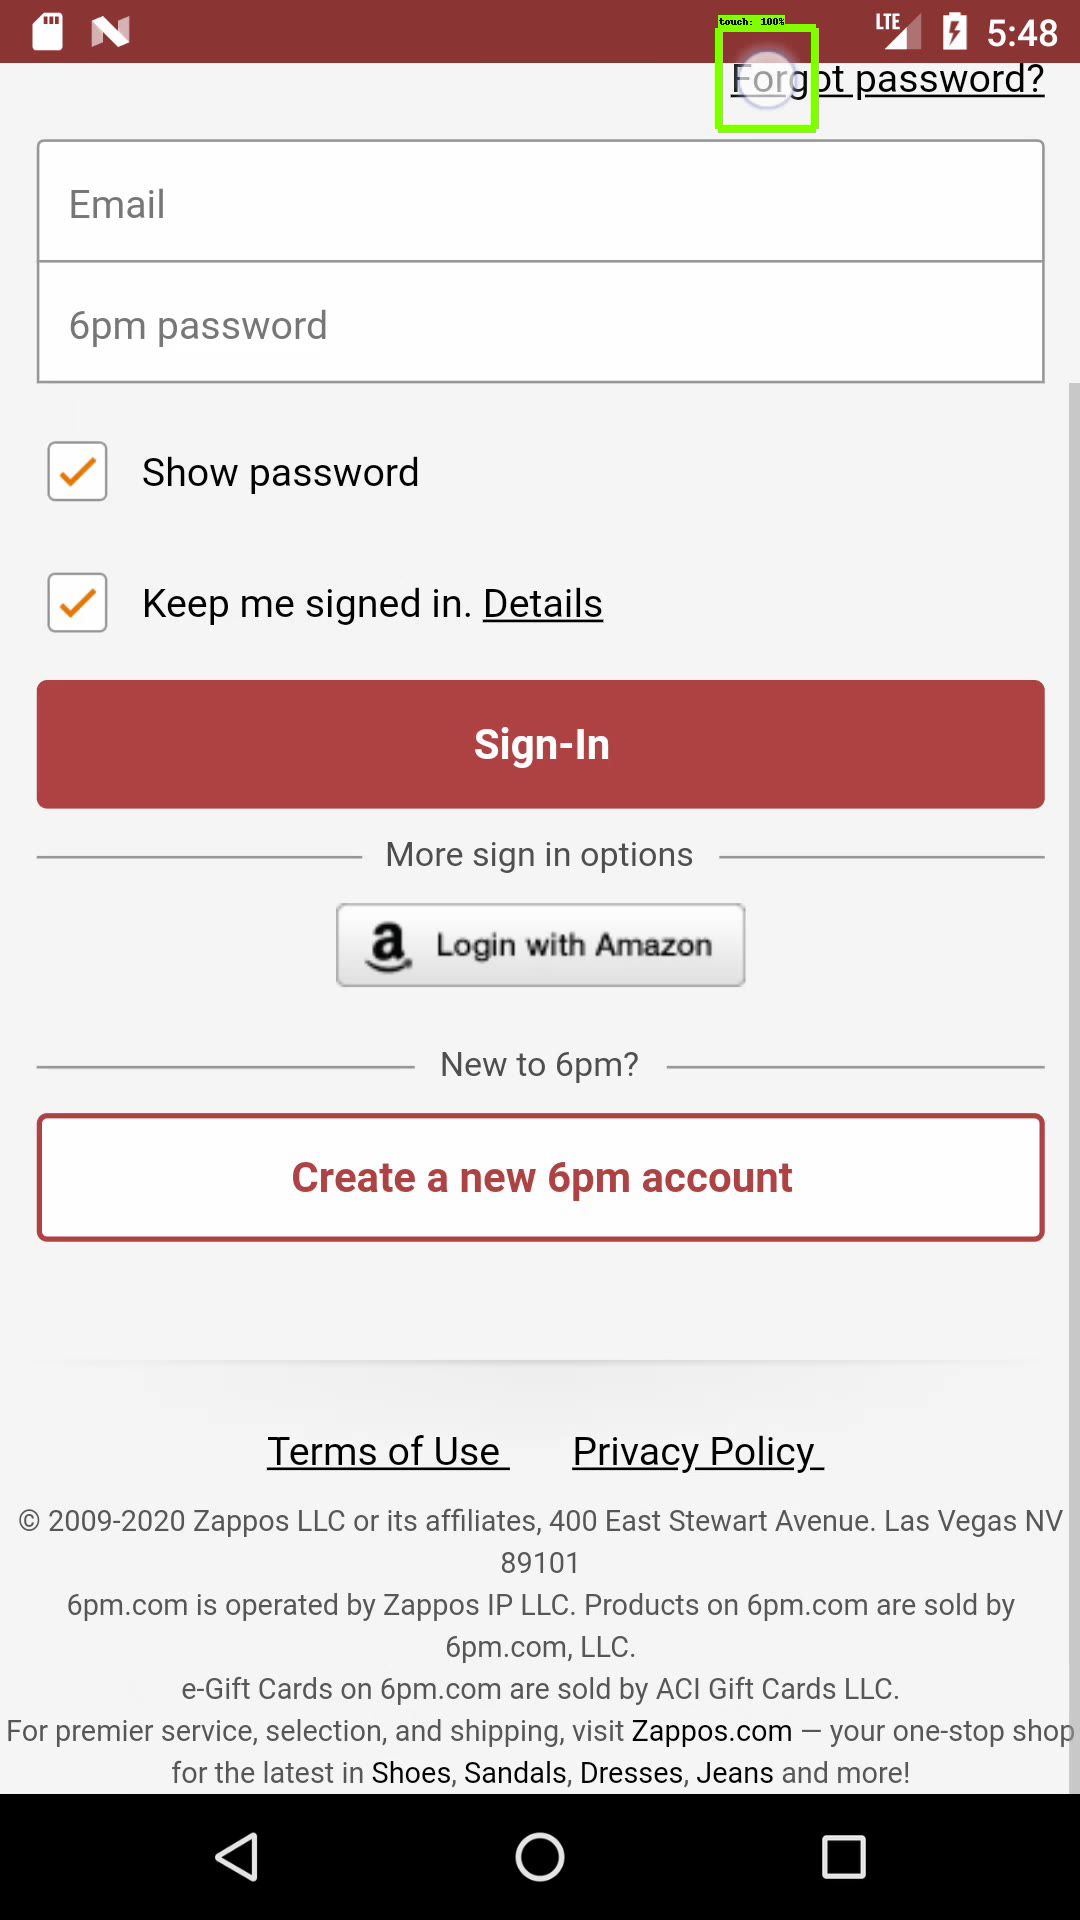 touch: 100%
LTE 5:48
Forgot password?
Email
6pm password
Show password
Keep me signed in. Details
Sign-In
More sign in options
a Login with Amazon
New to 6pm?
Create a new 6pm account
Terms of Use Privacy Policy
© 2009-2020 Zappos LLC or its affiliates, 400 East Stewart Avenue. Las Vegas NV
89101
6pm.com is operated by Zappos IP LLC. Products on 6pm.com are sold by
6pm.com, LLC.
e-Gift Cards on 6pm.com are sold by ACI Gift Cards LLC.
For premier service, selection, and shipping, visit Zappos.com — your one-stop shop
for the latest in Shoes, Sandals, Dresses, Jeans and more!